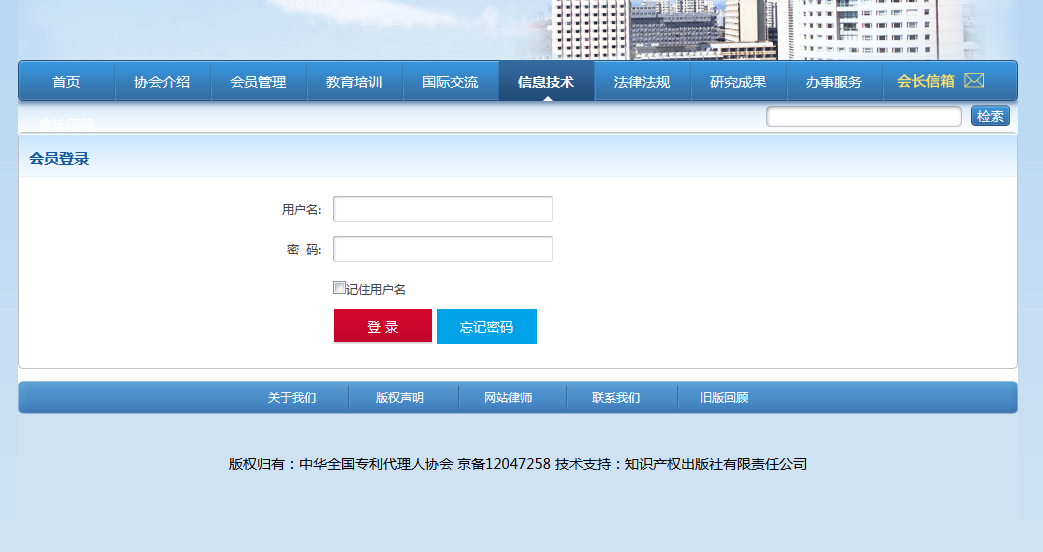 首页 协会介绍 会员管理 教育培训 国际交流 信息技术 法律法规 研究成果 办事服务 会长信箱
会长信箱 检索
会员登录
用户名:
密 码:
记住用户名
登 录 忘记密码
关于我们 版权声明 网站律师 联系我们 旧版回顾
版权归有：中华全国专利代理人协会 京备12047258 技术支持：知识产权出版社有限责任公司